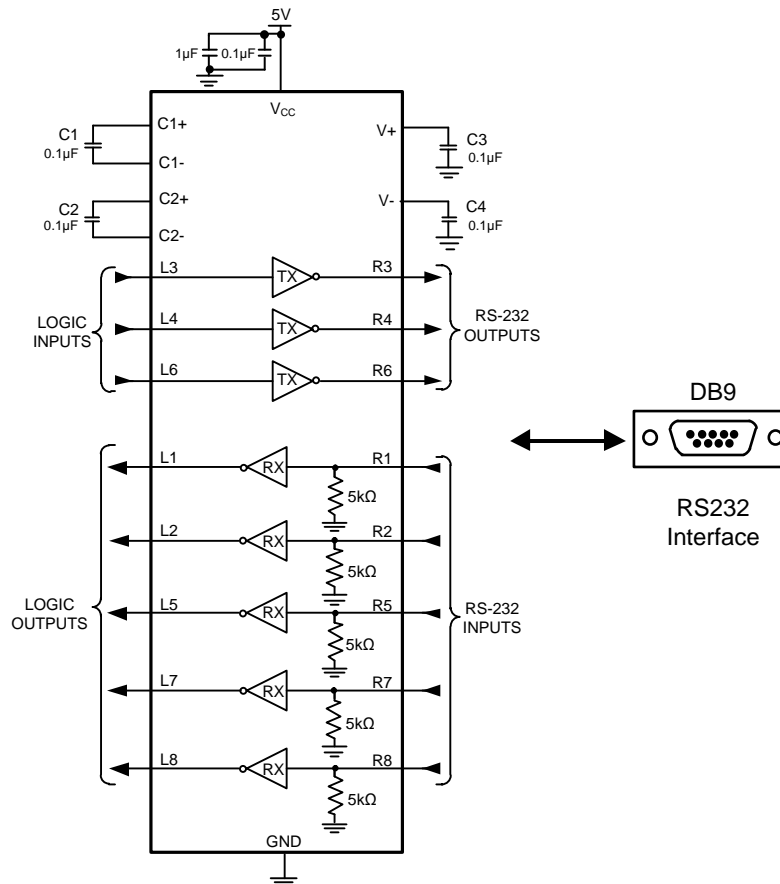 5V
1µF 0.1µF
VCC
C1+
C1
0.1µF
C1-
C2+
C2
0.1µF
C2-
V+
C3
0.1µF
V-
C4
0.1µF
LOGIC
INPUTS
L3 TX R3
L4 TX R4
L6 TX R6
RS-232
OUTPUTS
DB9
RS232
Interface
LOGIC
OUTPUTS
L1 RX R1
5kΩ
L2 RX R2
5kΩ
L5 RX R5
5kΩ
L7 RX R7
5kΩ
L8 RX R8
5kΩ
RS-232
INPUTS
GND